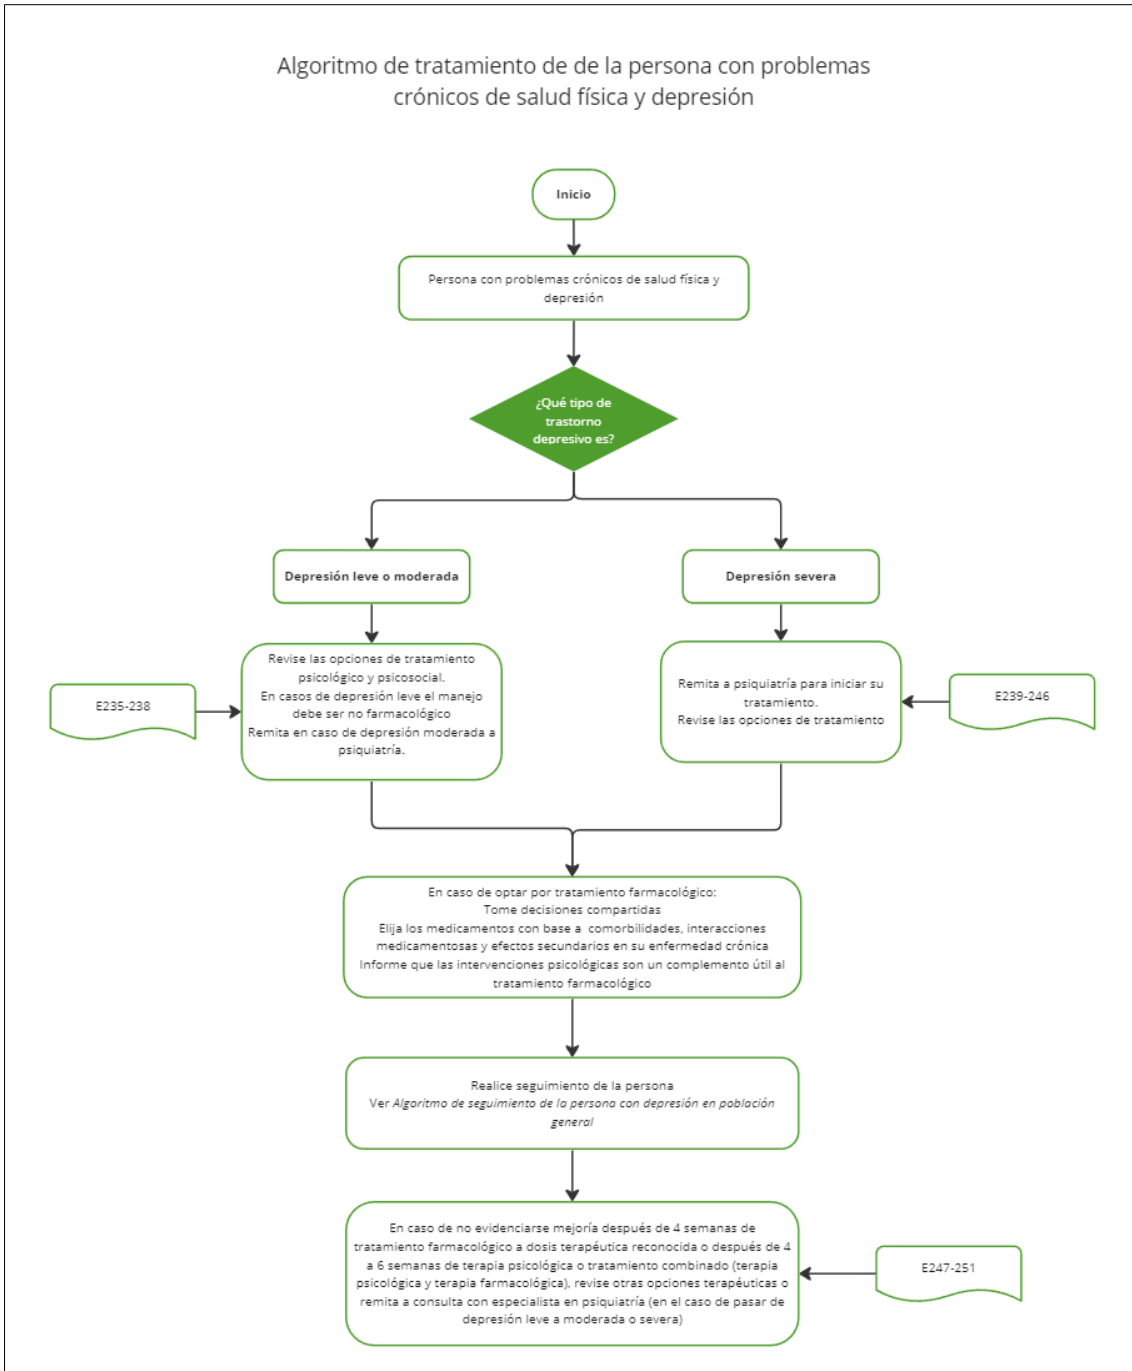 Algoritmo de tratamiento de de la persona con problemas
crónicos de salud física y depresión
Inicio
Persona con problemas crónicos de salud física y
depresión
¿Qué tipo de
trastorno
depresivo es?
Depresión leve o moderada
Depresión severa
Revise las opciones de tratamiento
psicológico y psicosocial.
En casos de depresión leve el manejo
debe ser no farmacológico
Remita en caso de depresión moderada a
psiquiatría.
E235-238
Remita a psiquiatría para iniciar su
tratamiento.
Revise las opciones de tratamiento
E239-246
En caso de optar por tratamiento farmacológico:
Tome decisiones compartidas
Elija los medicamentos con base a comorbilidades, interacciones
medicamentosas y efectos secundarios en su enfermedad crónica
Informe que las intervenciones psicológicas son un complemento útil al
tratamiento farmacológico
Realice seguimiento de la persona
Ver Algoritmo de seguimiento de la persona con depresión en población
general
En caso de no evidenciarse mejoría después de 4 semanas de
tratamiento farmacológico a dosis terapéutica reconocida o después de 4
a 6 semanas de terapia psicológica o tratamiento combinado (terapia
psicológica y terapia farmacológica), revise otras opciones terapéuticas o
remita a consulta con especialista en psiquiatría (en el caso de pasar de
depresión leve a moderada o severa)
E247-251